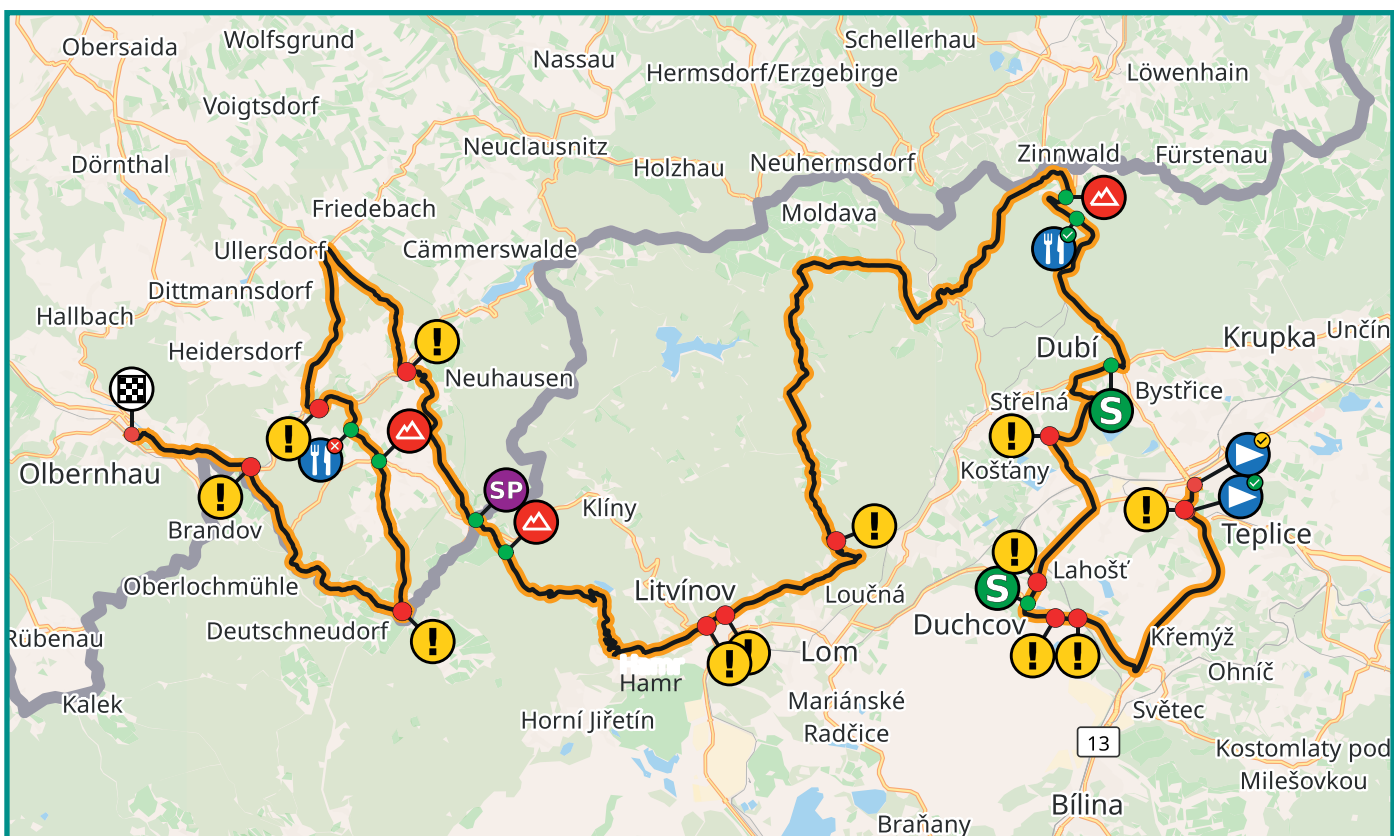 Obersaida
Wolfsgrund
Nassau
Schellerhau
Hermsdorf/Erzgebirge
Löwenhain
Voigtsdorf
Neuclausnitz
Dörnthal
Holzhau
Neuhermsdorf
Zinnwald
Fürstenau
Friedebach
Moldava
Ullersdorf
Cämmerswalde
Dittmannsdorf
Hallbach
Heidersdorf
Dubí
Krupka
Unčín
Neuhausen
Střelná
Bystřice
S
Olbernhau
Košťany
SP
Klíny
Brandov
Teplice
Oberlochmühle
Litvínov
Loučná
Lahošť
S
Duchcov
Deutschneudorf
Rübenau
Křemýž
Lom
Ohníč
Hamr
Kalek
Mariánské
Radčice
Horní Jiřetín
Světec
13
Kostomlaty pod
Milešovkou
Bílina
Braňany